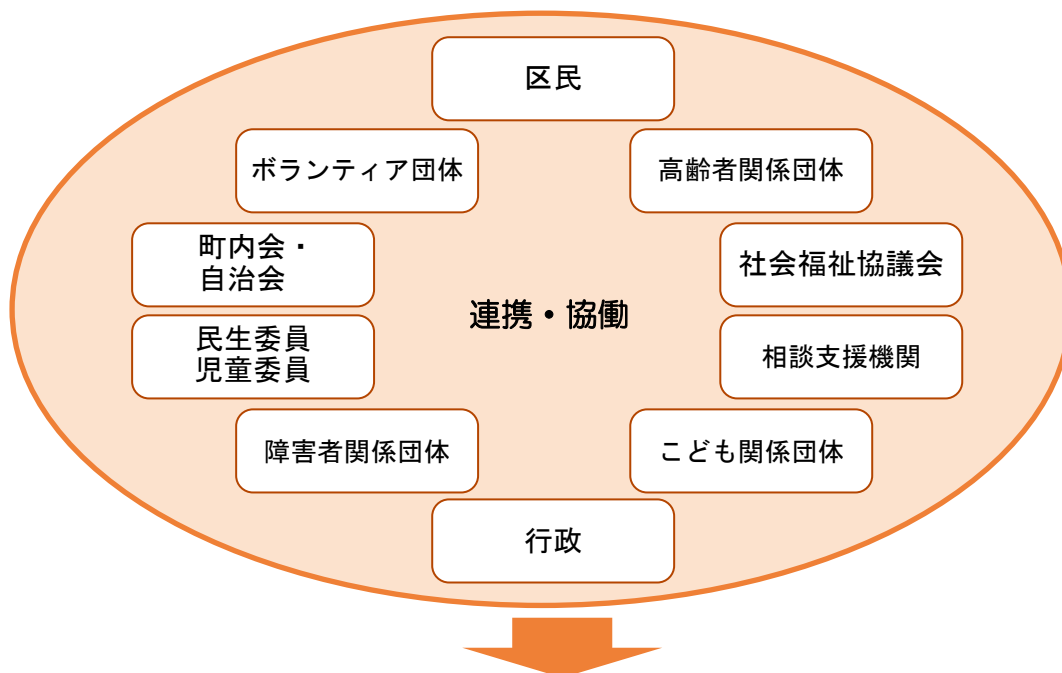 区民
ボランティア団体
高齢者関係団体
町内会・
自治会
社会福祉協議会
連携・協働
民生委員
児童委員
相談支援機関
障害者関係団体
こども関係団体
行政